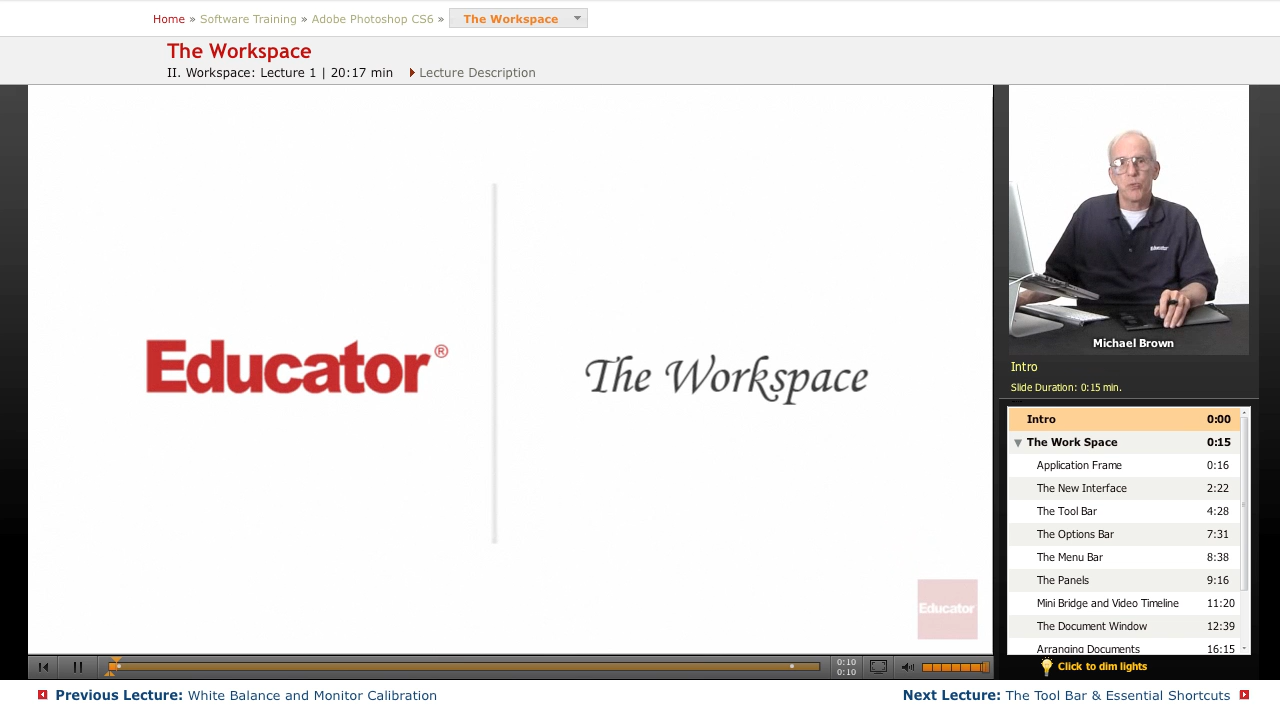 Home » Software Training » Adobe Photoshop CS6 » The Workspace
The Workspace
II. Workspace: Lecture 1 | 20:17 min Lecture Description
Educator®
The Workspace
Educator
Educator
Michael Brown
Intro
Slide Duration: 0:15 min.
Intro 0:00
The Work Space 0:15
Application Frame 0:16
The New Interface 2:22
The Tool Bar 4:28
The Options Bar 7:31
The Menu Bar 8:38
The Panels 9:16
Mini Bridge and Video Timeline 11:20
The Document Window 12:39
Arranging Documents 16:15
0:10
0:10
Click to dim lights
Previous Lecture: White Balance and Monitor Calibration
Next Lecture: The Tool Bar & Essential Shortcuts